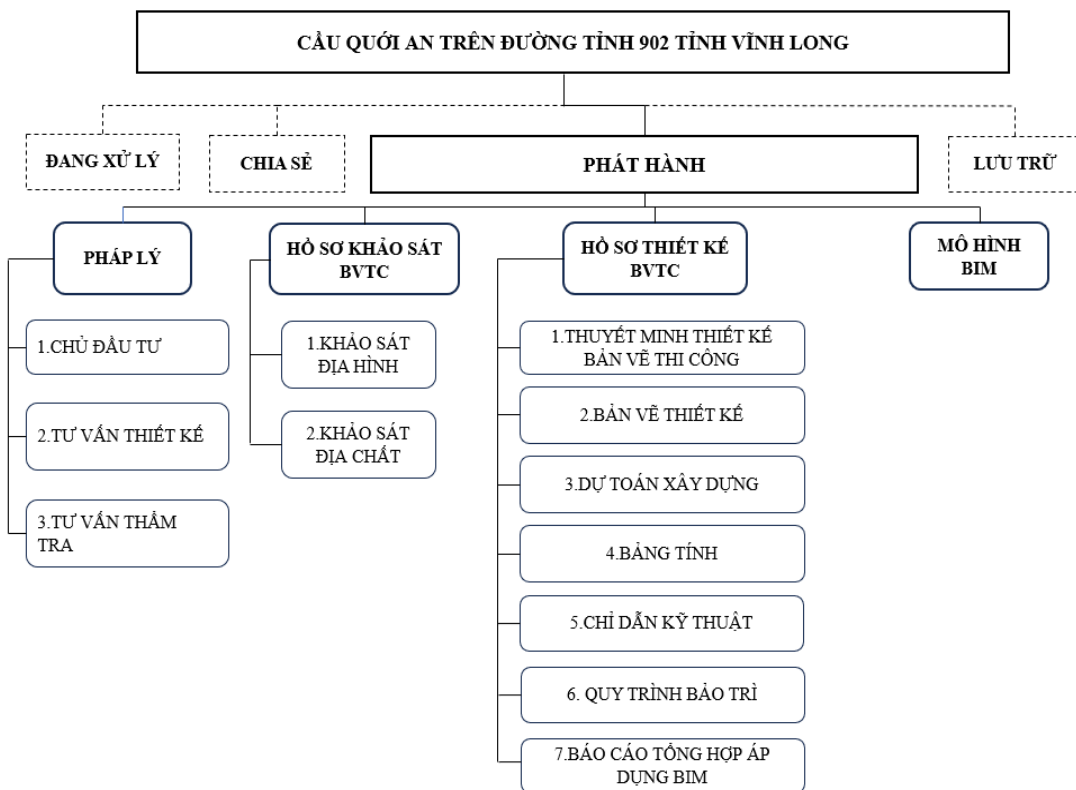 CẦU QUỚI AN TRÊN ĐƯỜNG TỈNH 902 TỈNH VĨNH LONG
ĐANG XỬ LÝ
CHIA SẺ
PHÁT HÀNH
LƯU TRỮ
PHÁP LÝ
1.CHỦ ĐẦU TƯ
2.TƯ VẤN THIẾT KẾ
3.TƯ VẤN THẨM
TRA
HỒ SƠ KHẢO SÁT
BVTC
1.KHẢO SÁT
ĐỊA HÌNH
2.KHẢO SÁT
ĐỊA CHẤT
HỒ SƠ THIẾT KẾ
BVTC
1.THUYẾT MINH THIẾT KẾ
BẢN VẼ THI CÔNG
2.BẢN VẼ THIẾT KẾ
3.DỰ TOÁN XÂY DỰNG
4.BẢNG TÍNH
5.CHỈ DẪN KỸ THUẬT
6. QUY TRÌNH BẢO TRÌ
7.BÁO CÁO TỔNG HỢP ÁP
DỤNG BIM
MÔ HÌNH
BIM